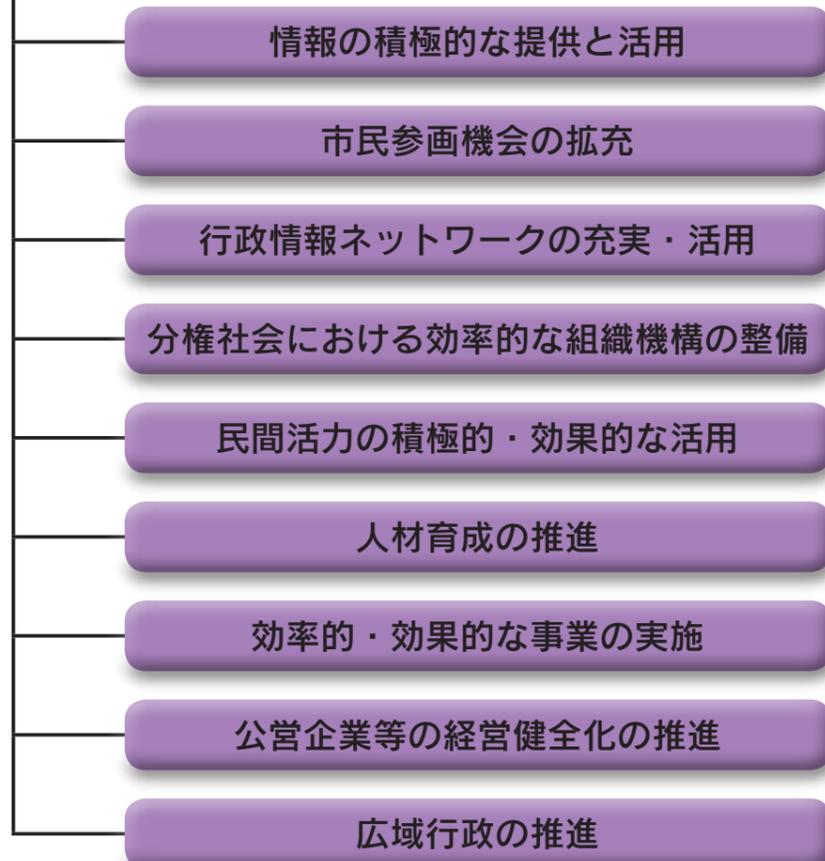 情報の積極的な提供と活用
市民参画機会の拡充
行政情報ネットワークの充実・活用
分権社会における効率的な組織機構の整備
民間活力の積極的・効果的な活用
人材育成の推進
効率的・効果的な事業の実施
公営企業等の経営健全化の推進
広域行政の推進